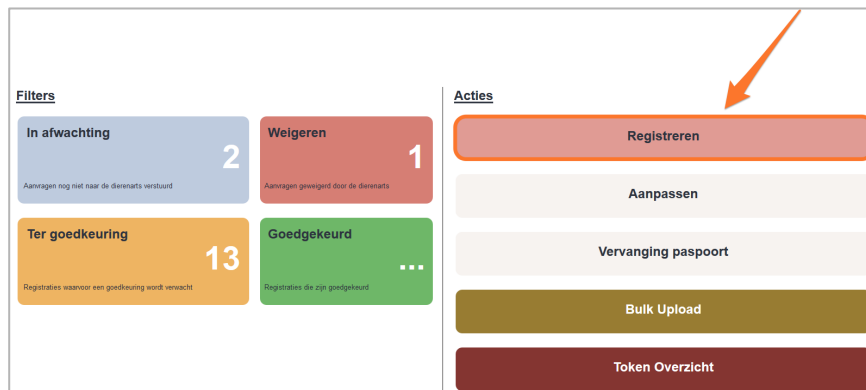 Filters
In afwachting
2
Aanvragen nog niet naar de dierenarts verstuurd
Weigeren
1
Aanvragen geweigerd door de dierenarts
Ter goedkeuring
13
Registraties waarvoor een goedkeuring wordt verwacht
Goedgekeurd
...
Registraties die zijn goedgekeurd
Acties
Registreren
Aanpassen
Vervanging paspoort
Bulk Upload
Token Overzicht